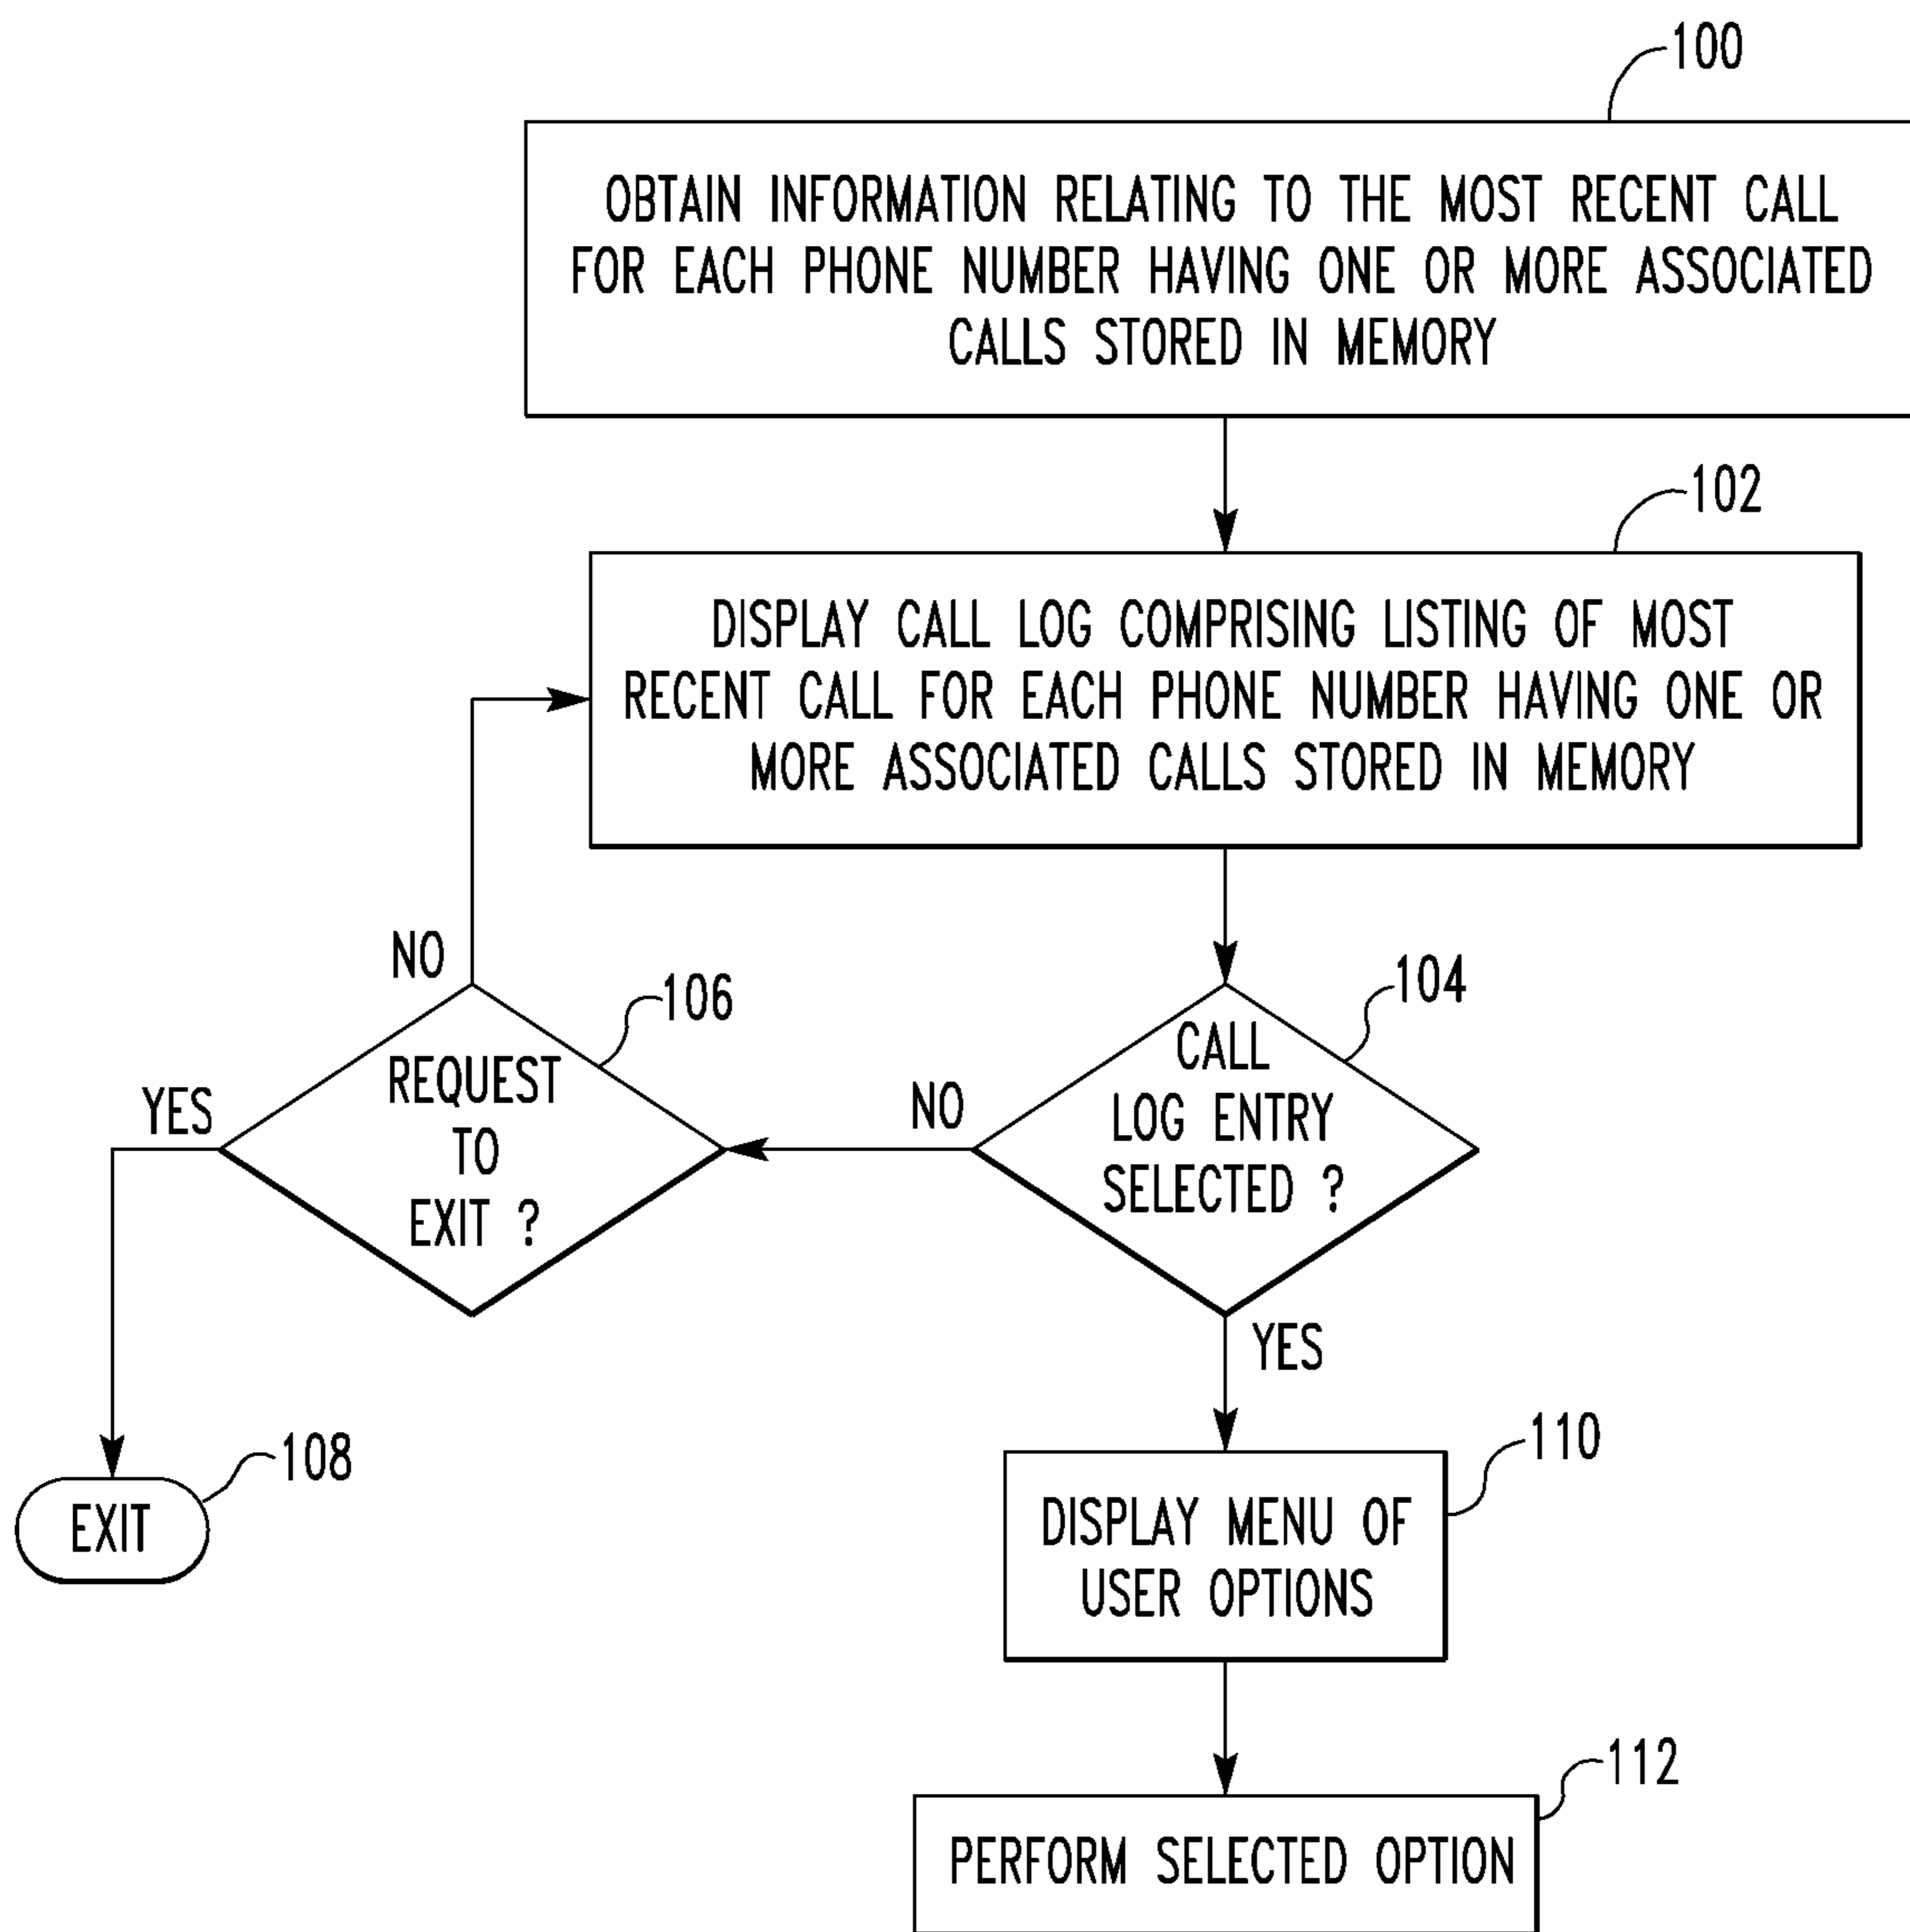 100
OBTAIN INFORMATION RELATING TO THE MOST RECENT CALL
FOR EACH PHONE NUMBER HAVING ONE OR MORE ASSOCIATED
CALLS STORED IN MEMORY
102
DISPLAY CALL LOG COMPRISING LISTING OF MOST
RECENT CALL FOR EACH PHONE NUMBER HAVING ONE OR
MORE ASSOCIATED CALLS STORED IN MEMORY
104
CALL
LOG ENTRY
SELECTED ?
NO
106
REQUEST
TO
EXIT ?
NO
YES
108
EXIT
YES
110
DISPLAY MENU OF
USER OPTIONS
112
PERFORM SELECTED OPTION